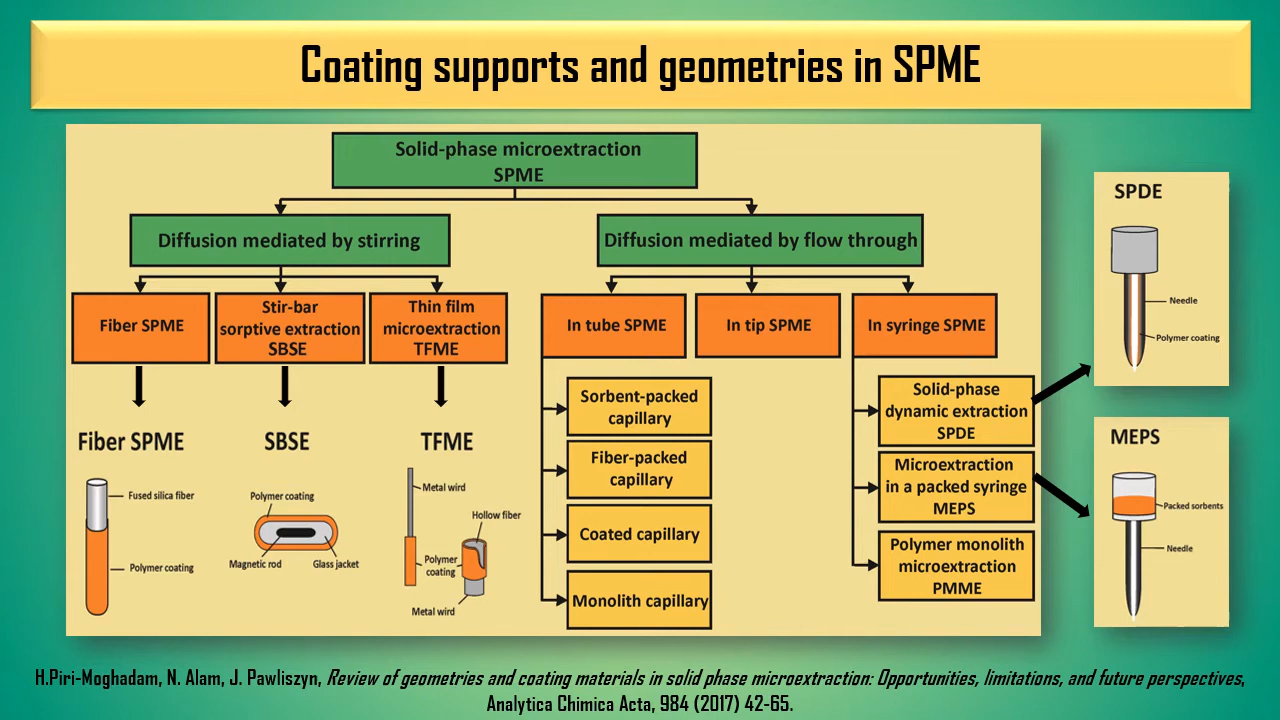 Coating supports and geometries in SPME
Solid-phase microextraction
SPME
Diffusion mediated by stirring
Diffusion mediated by flow through
Fiber SPME
Stir-bar
sorptive extraction
SBSE
Thin film
microextraction
TFME
In tube SPME
In tip SPME
In syringe SPME
Sorbent-packed
capillary
Fiber-packed
capillary
Coated capillary
Monolith capillary
Solid-phase
dynamic extraction
SPDE
Microextraction
in a packed syringe
MEPS
Polymer monolith
microextraction
PMME
Fiber SPME
Fused silica fiber
Polymer coating
SBSE
Polymer coating
Magnetic rod
Glass jacket
TFME
Metal wird
Hollow fiber
Polymer
coating
Metal wird
SPDE
Needle
Polymer coating
MEPS
Packed sorbents
Needle
H.Piri-Moghadam, N. Alam, J. Pawliszyn, Review of geometries and coating materials in solid phase microextraction: Opportunities, limitations, and future perspectives,
Analytica Chimica Acta, 984 (2017) 42-65.